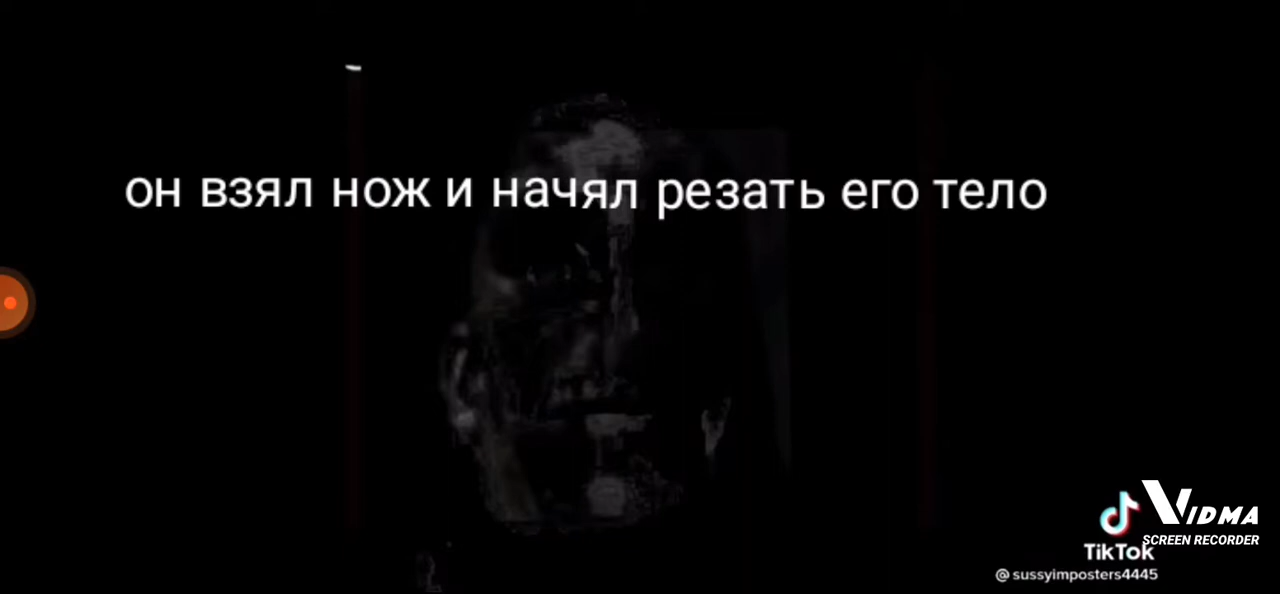 он взял нож и начял резать его тело
VIDMA
SCREEN RECORDER
TikTok
@sussyimposters4445